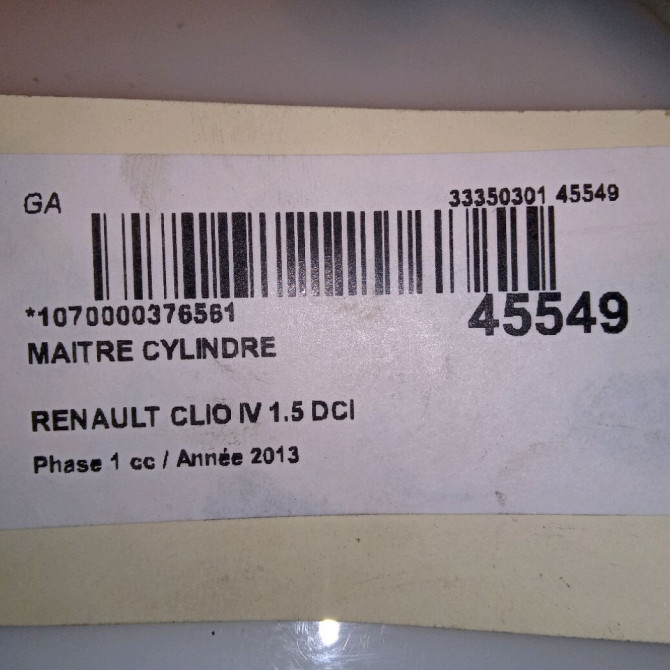 GA 33350301 45549
*1070000376561 45549
MAITRE CYLINDRE
RENAULT CLIO IV 1.5 DCI
Phase 1 cc / Année 2013